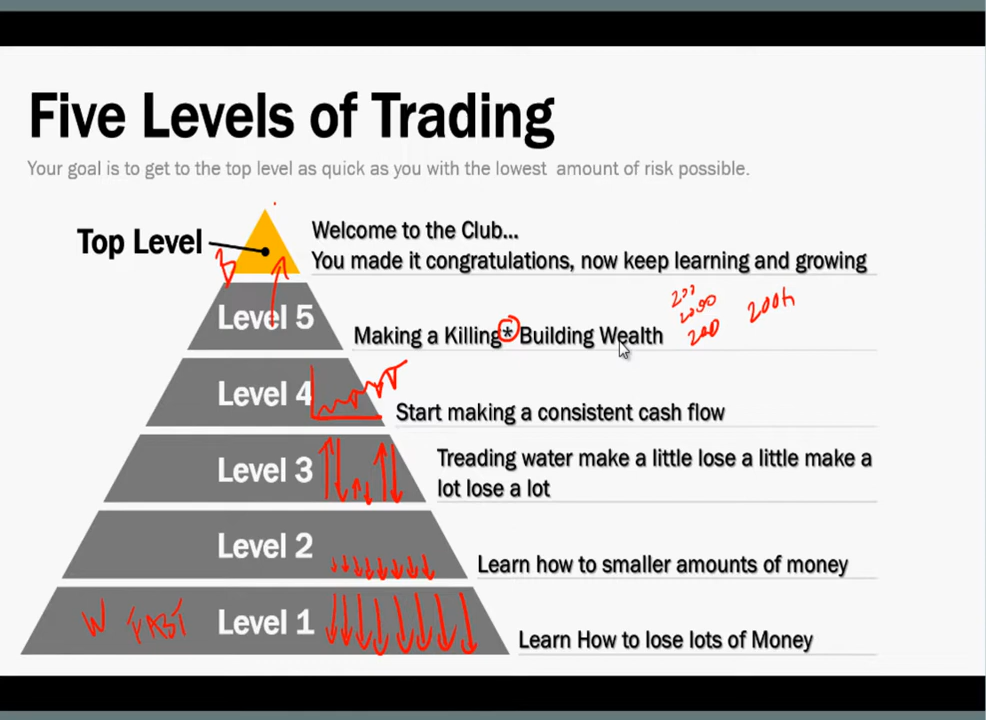 Five Levels of Trading
Your goal is to get to the top level as quick as you with the lowest amount of risk possible.
Top Level
Welcome to the Club...
You made it congratulations, now keep learning and growing
Level 5
Making a Killing* Building Wealth
200h
Level 4
Start making a consistent cash flow
Level 3
Treading water make a little lose a little make a
lot lose a lot
Level 2
Learn how to smaller amounts of money
W FAST Level 1
Learn How to lose lots of Money